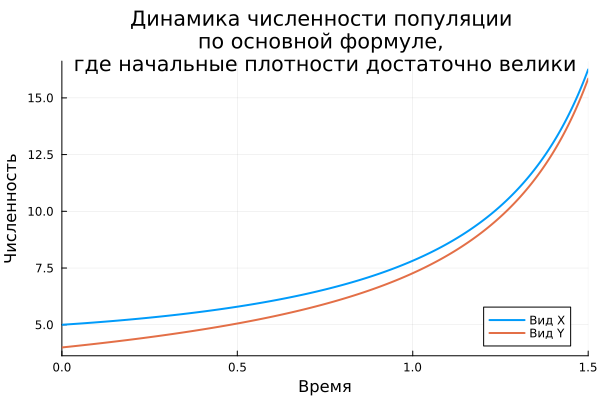 Динамика численности популяции
по основной формуле,
где начальные плотности достаточно велики
Численность
15.0
12.5
10.0
7.5
5.0
Вид X
Вид Y
0.0
0.5
1.0
1.5
Время